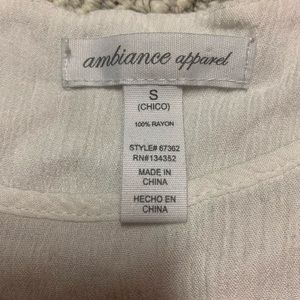 ambiance apparel
S
(CHICO)
100% RAYON
STYLE# 67362
RN#134352
MADE IN
CHINA
HECHO EN
CHINA